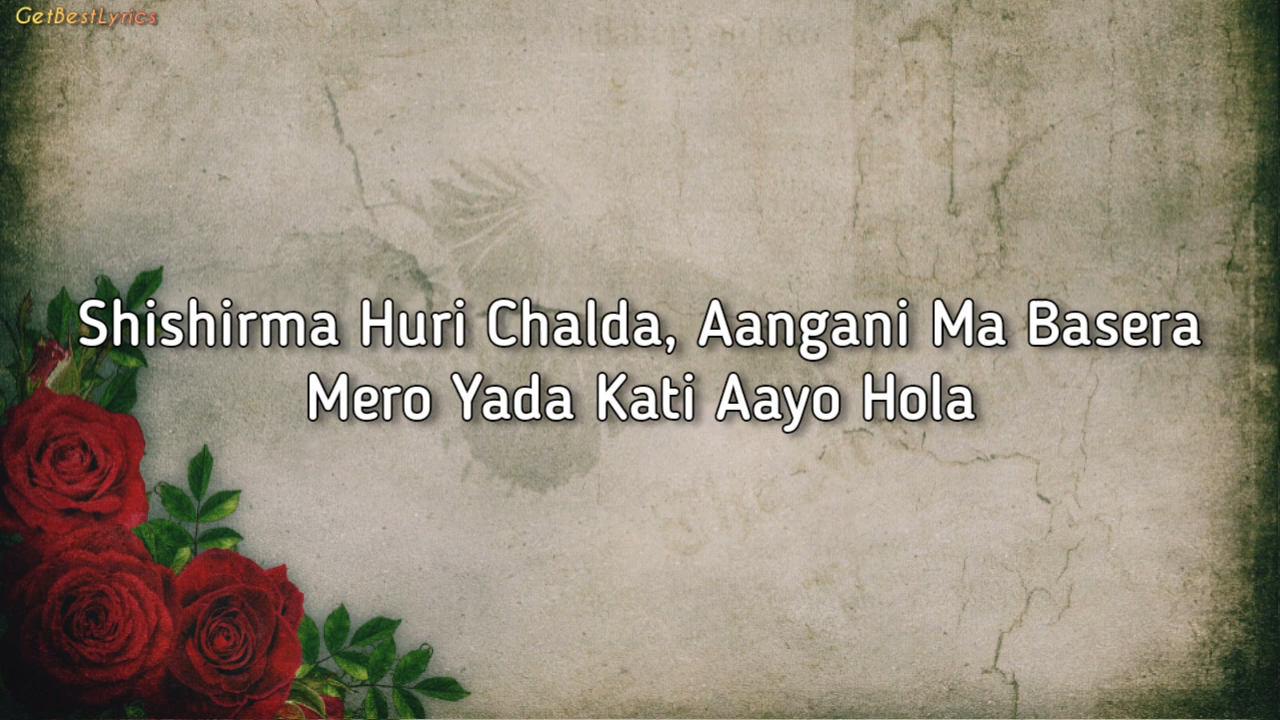 GetBestLyrics
Shishirma Huri Chalda, Aangani Ma Basera
Mero Yada Kati Aayo Hola